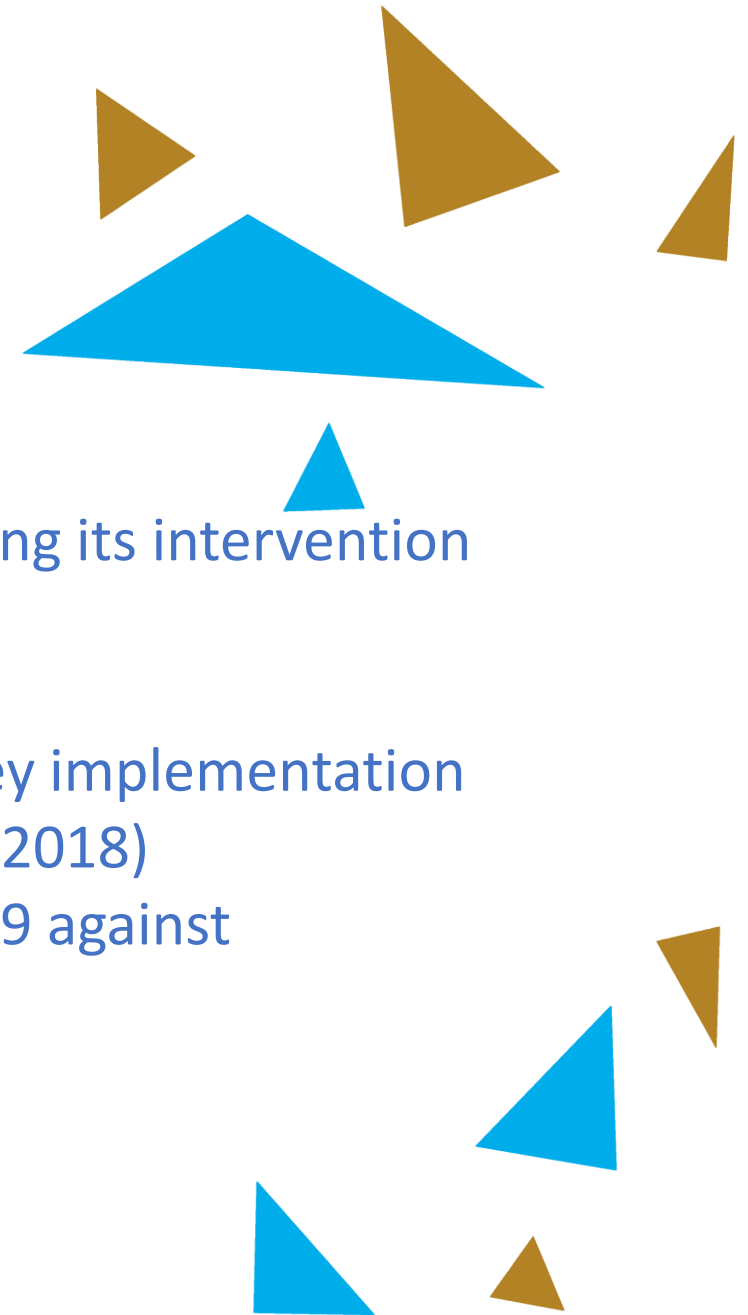 ng its intervention
ey implementation
2018)
9 against